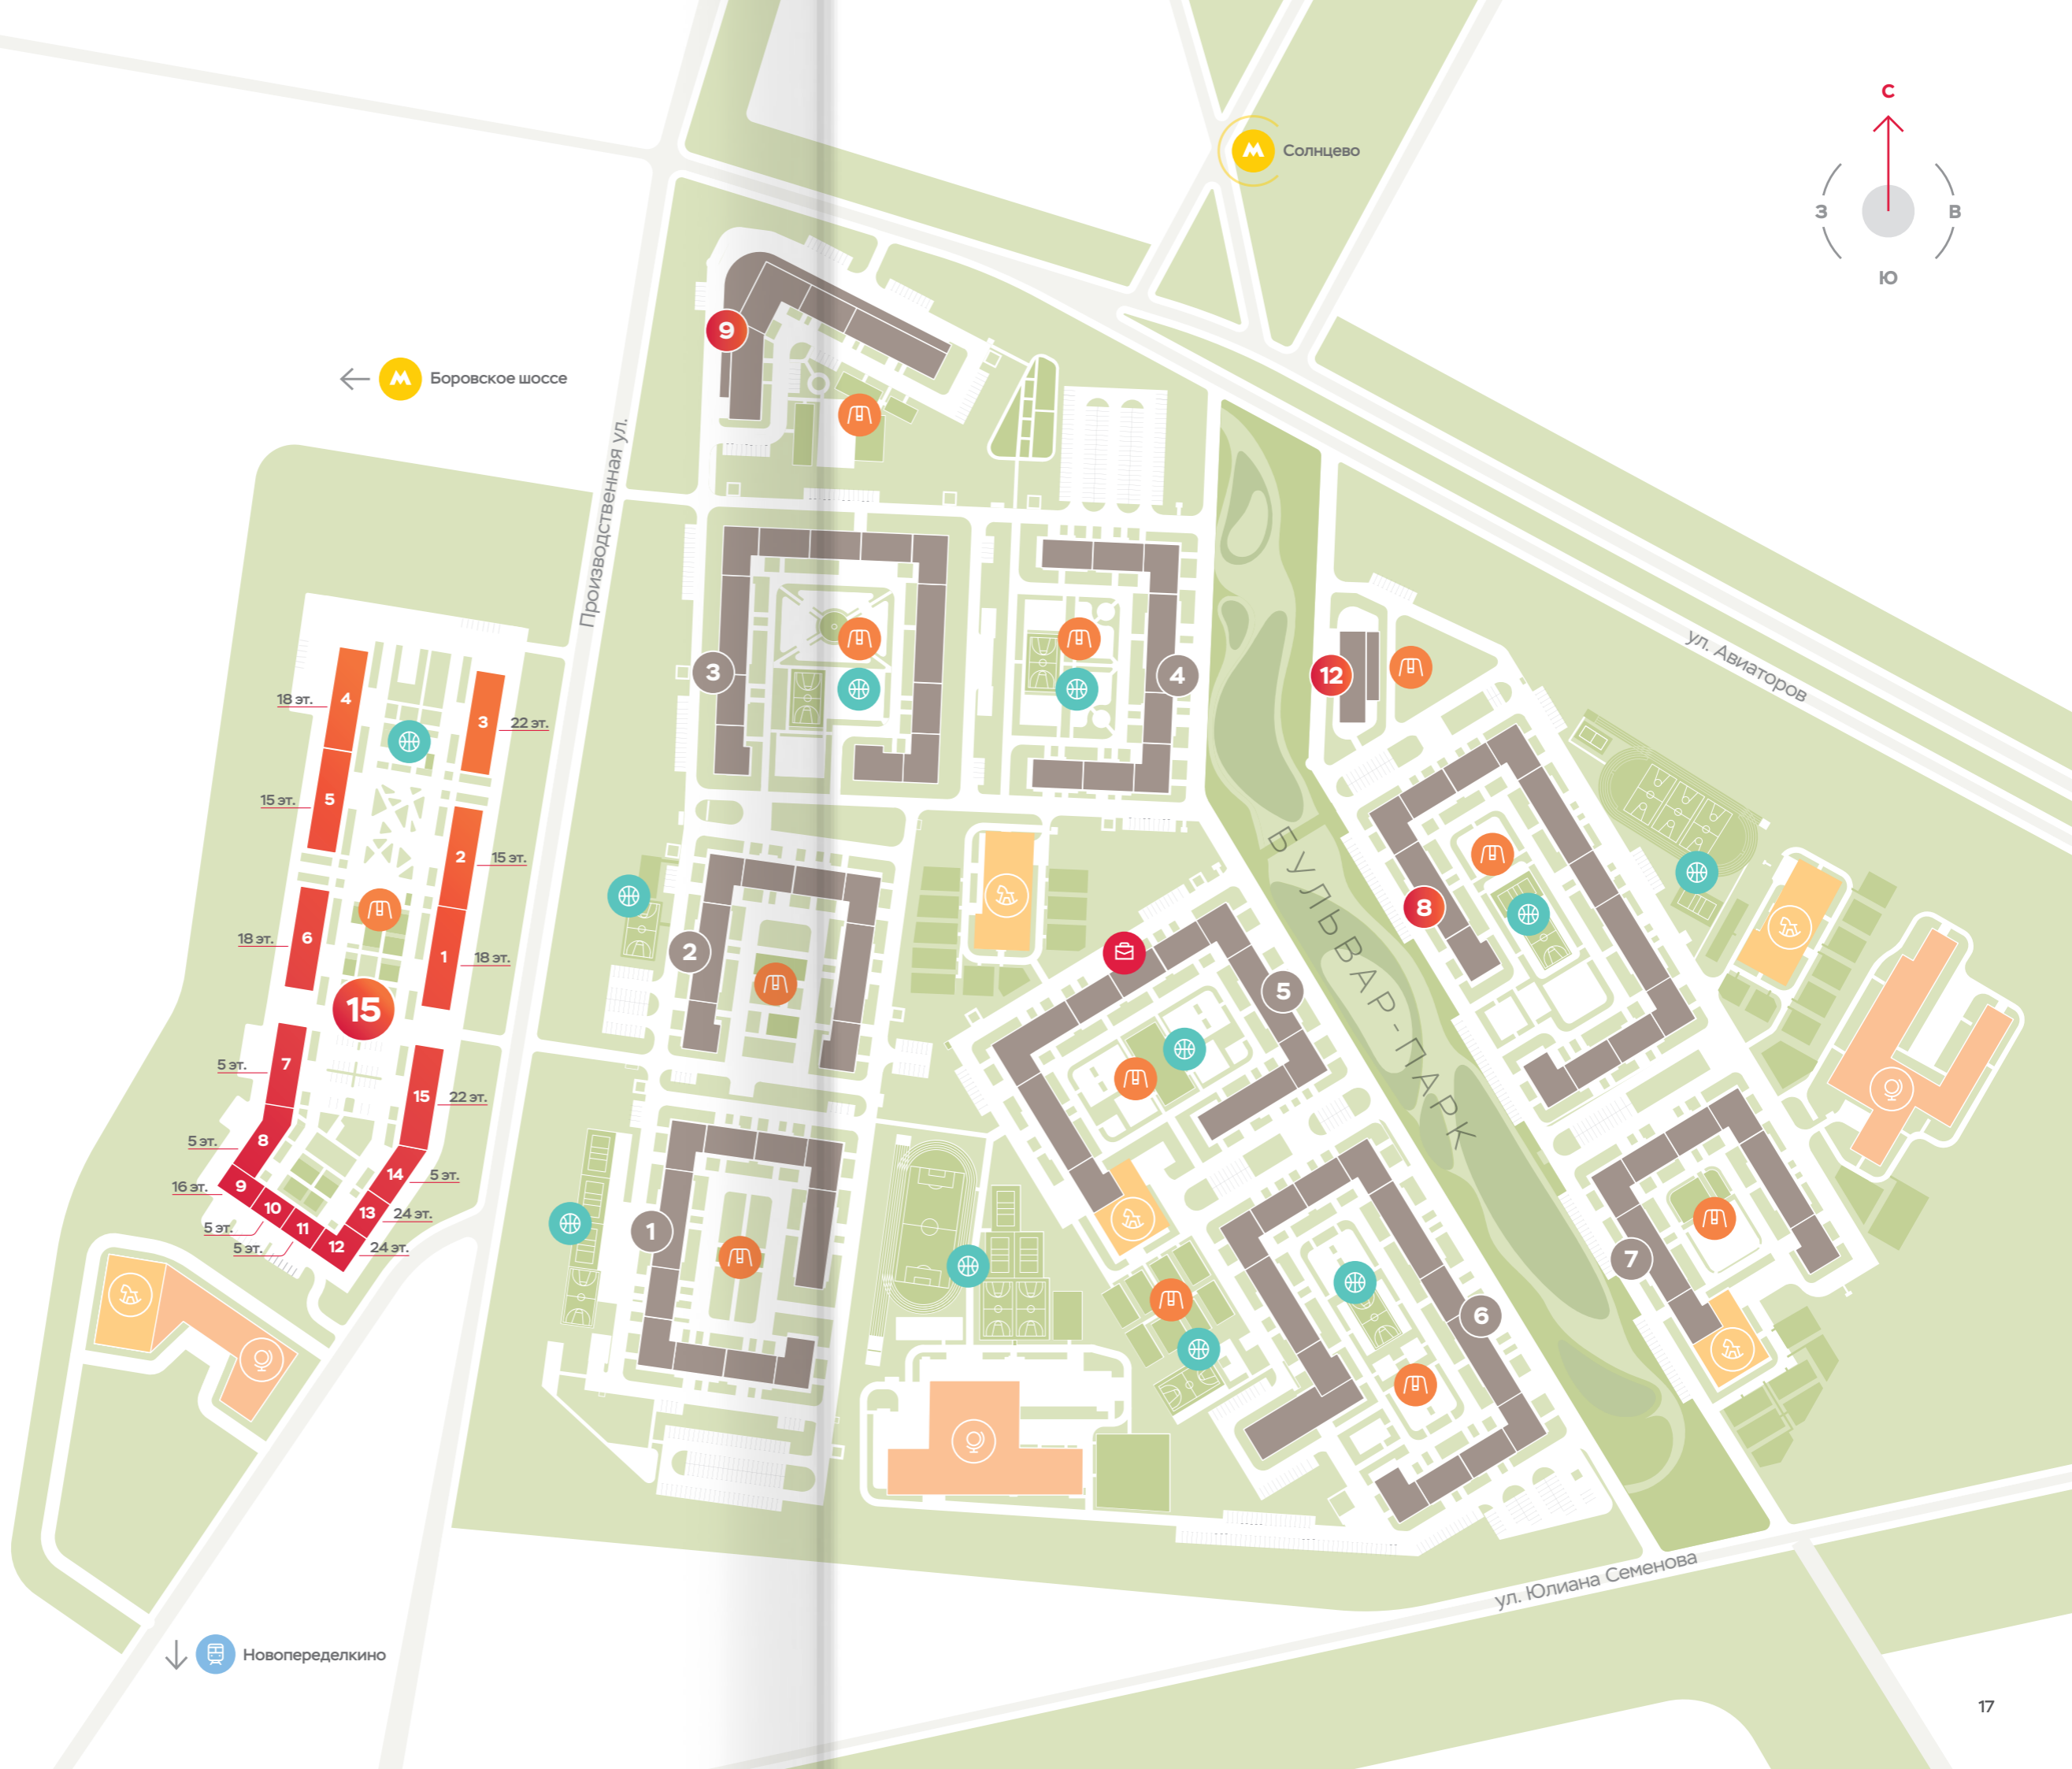 С
З
В
Ю
Солнцево
Боровское шоссе
Производственная ул.
ул. Авиаторов
9
3
4
12
8
2
5
7
6
1
БУЛЬВАР-ПАРК
4
18 эт.
3
22 эт.
5
15 эт.
2
15 эт.
6
18 эт.
1
18 эт.
15
7
5 эт.
15
22 эт.
8
5 эт.
14
5 эт.
9
16 эт.
13
24 эт.
10
5 эт.
11
5 эт.
12
24 эт.
ул. Юлиана Семенова
Новопеределкино
17